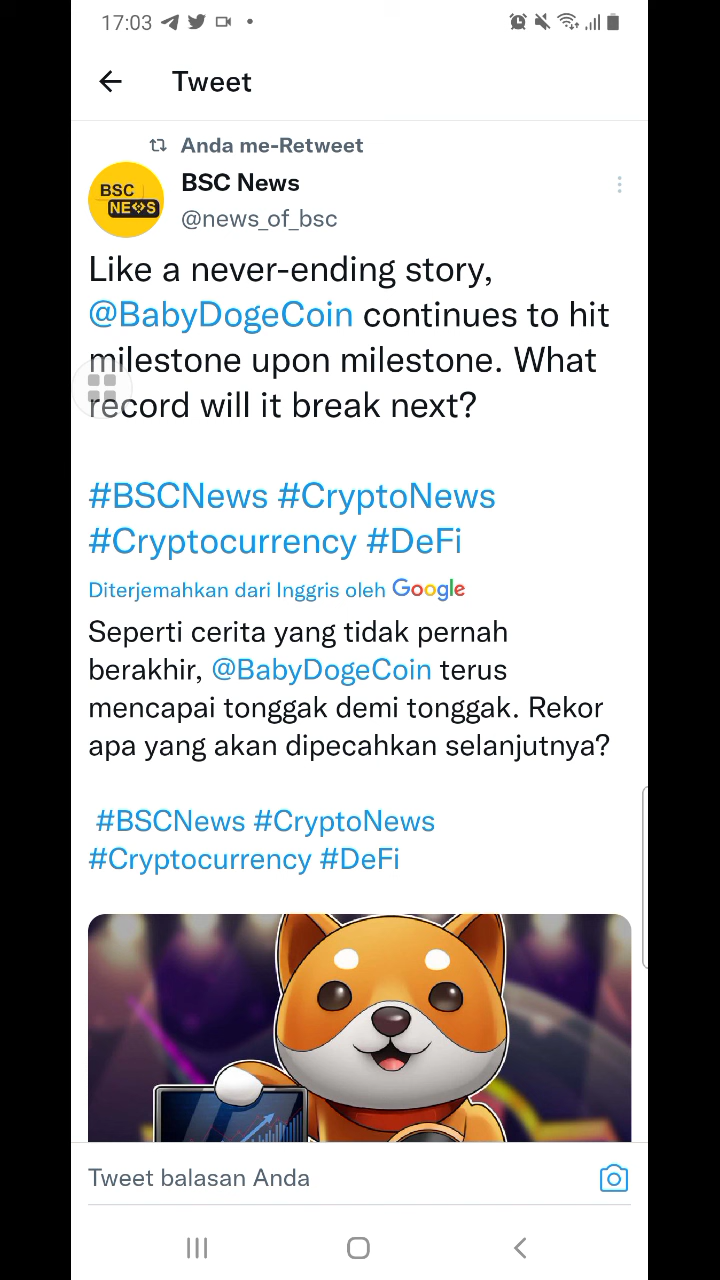 17:03
Tweet
Anda me-Retweet
BSC News
@news_of_bsc
BSC
NEWS
Like a never-ending story,
@BabyDogeCoin continues to hit
milestone upon milestone. What
record will it break next?
#BSCNews #CryptoNews
#Cryptocurrency #DeFi
Diterjemahkan dari Inggris oleh Google
Seperti cerita yang tidak pernah
berakhir, @BabyDogeCoin terus
mencapai tonggak demi tonggak. Rekor
apa yang akan dipecahkan selanjutnya?
#BSCNews #CryptoNews
#Cryptocurrency #DeFi
Tweet balasan Anda